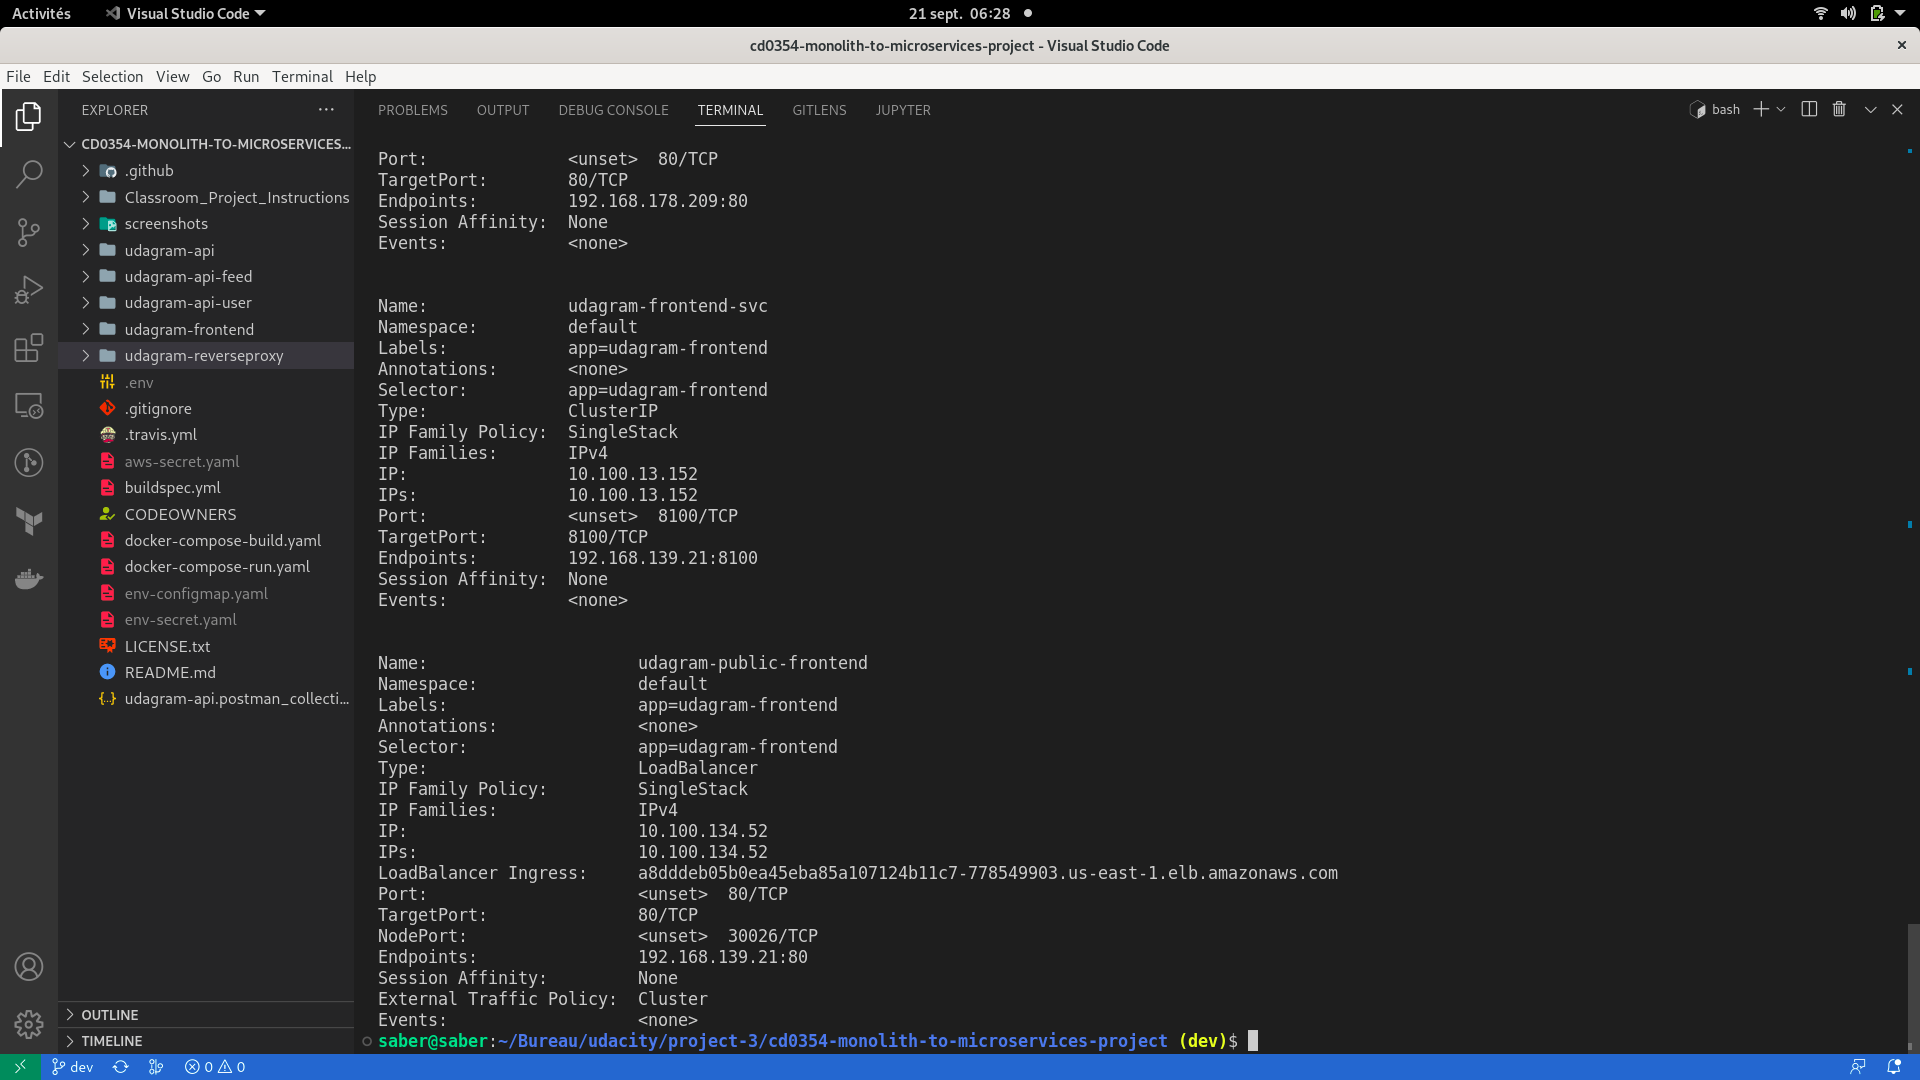 Activités
Visual Studio Code
21 sept. 06:28
cd0354-monolith-to-microservices-project - Visual Studio Code
File Edit Selection View Go Run Terminal Help
EXPLORER
CD0354-MONOLITH-TO-MICROSERVICES...
.github
Classroom_Project_Instructions
screenshots
udagram-api
udagram-api-feed
udagram-api-user
udagram-frontend
udagram-reverseproxy
.env
.gitignore
.travis.yml
aws-secret.yaml
buildspec.yml
CODEOWNERS
docker-compose-build.yaml
docker-compose-run.yaml
env-configmap.yaml
env-secret.yaml
LICENSE.txt
README.md
udagram-api.postman_collecti...
OUTLINE
TIMELINE
PROBLEMS OUTPUT DEBUG CONSOLE TERMINAL GITLENS JUPYTER
bash
Port: <unset> 80/TCP
TargetPort: 80/TCP
Endpoints: 192.168.178.209:80
Session Affinity: None
Events: <none>
Name: udagram-frontend-svc
Namespace: default
Labels: app=udagram-frontend
Annotations: <none>
Selector: app=udagram-frontend
Type: ClusterIP
IP Family Policy: SingleStack
IP Families: IPv4
IP: 10.100.13.152
IPs: 10.100.13.152
Port: <unset> 8100/TCP
TargetPort: 8100/TCP
Endpoints: 192.168.139.21:8100
Session Affinity: None
Events: <none>
Name: udagram-public-frontend
Namespace: default
Labels: app=udagram-frontend
Annotations: <none>
Selector: app=udagram-frontend
Type: LoadBalancer
IP Family Policy: SingleStack
IP Families: IPv4
IP: 10.100.134.52
IPs: 10.100.134.52
LoadBalancer Ingress: a8dddeb05b0ea45eba85a107124b11c7-778549903.us-east-1.elb.amazonaws.com
Port: <unset> 80/TCP
TargetPort: 80/TCP
NodePort: <unset> 30026/TCP
Endpoints: 192.168.139.21:80
Session Affinity: None
External Traffic Policy: Cluster
Events: <none>
saber@saber:~/Bureau/udacity/project-3/cd0354-monolith-to-microservices-project (dev)$
dev 0 0